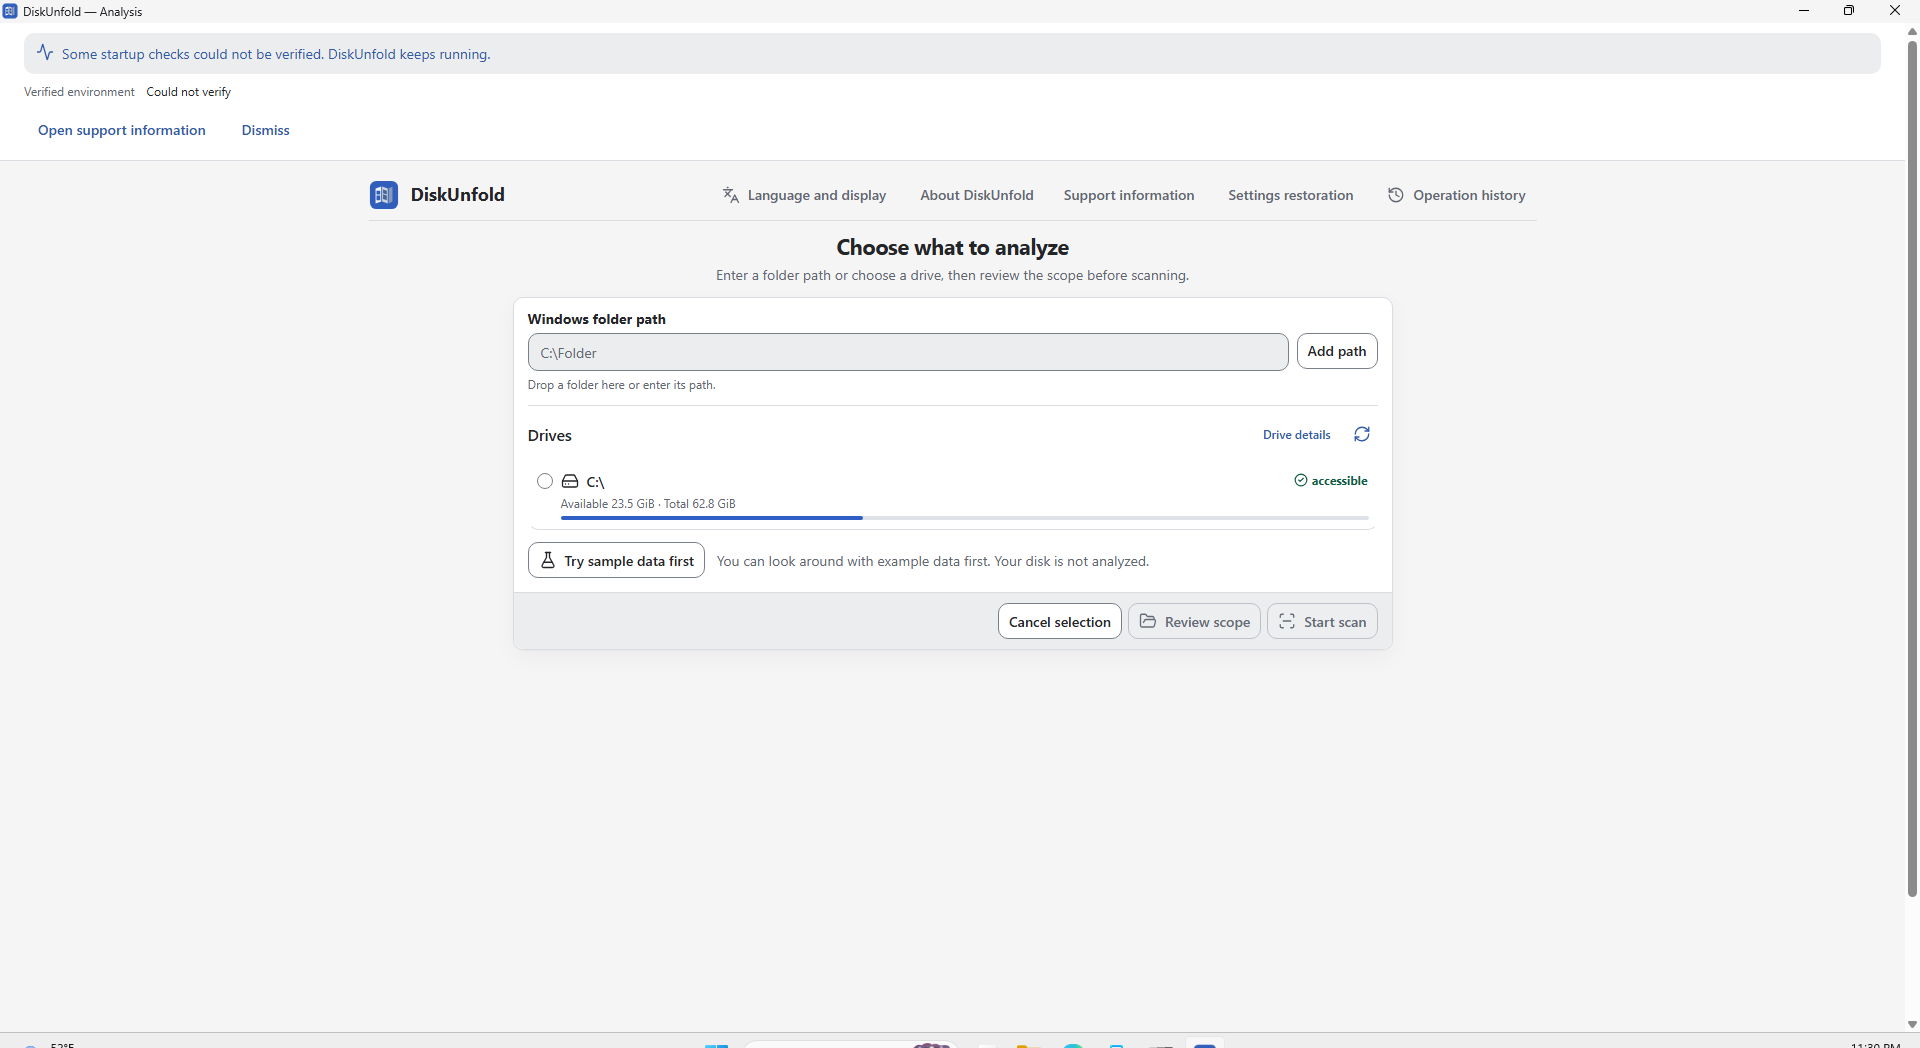 DiskUnfold — Analysis
Some startup checks could not be verified. DiskUnfold keeps running.
Verified environment Could not verify
Open support information Dismiss
DiskUnfold Language and display About DiskUnfold Support information Settings restoration Operation history
Choose what to analyze
Enter a folder path or choose a drive, then review the scope before scanning.
Windows folder path
C:\Folder Add path
Drop a folder here or enter its path.
Drives Drive details
C:\ accessible
Available 23.5 GiB · Total 62.8 GiB
Try sample data first You can look around with example data first. Your disk is not analyzed.
Cancel selection Review scope Start scan